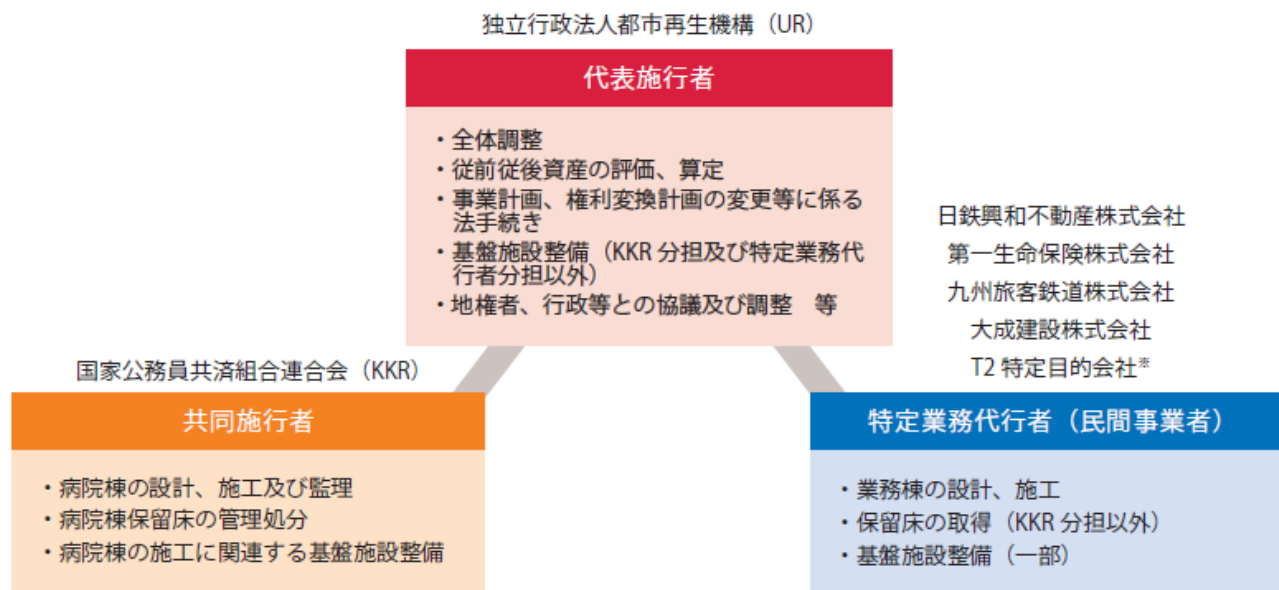 独立行政法人都市再生機構（UR）
代表施行者
・全体調整
・従前従後資産の評価、算定
・事業計画、権利変換計画の変更等に係る
法手続き
・基盤施設整備（KKR 分担及び特定業務代
行者分担以外）
・地権者、行政等との協議及び調整　等
国家公務員共済組合連合会（KKR）
共同施行者
・病院棟の設計、施工及び監理
・病院棟保留床の管理処分
・病院棟の施工に関連する基盤施設整備
日鉄興和不動産株式会社
第一生命保険株式会社
九州旅客鉄道株式会社
大成建設株式会社
T2 特定目的会社※
特定業務代行者（民間事業者）
・業務棟の設計、施工
・保留床の取得（KKR 分担以外）
・基盤施設整備（一部）